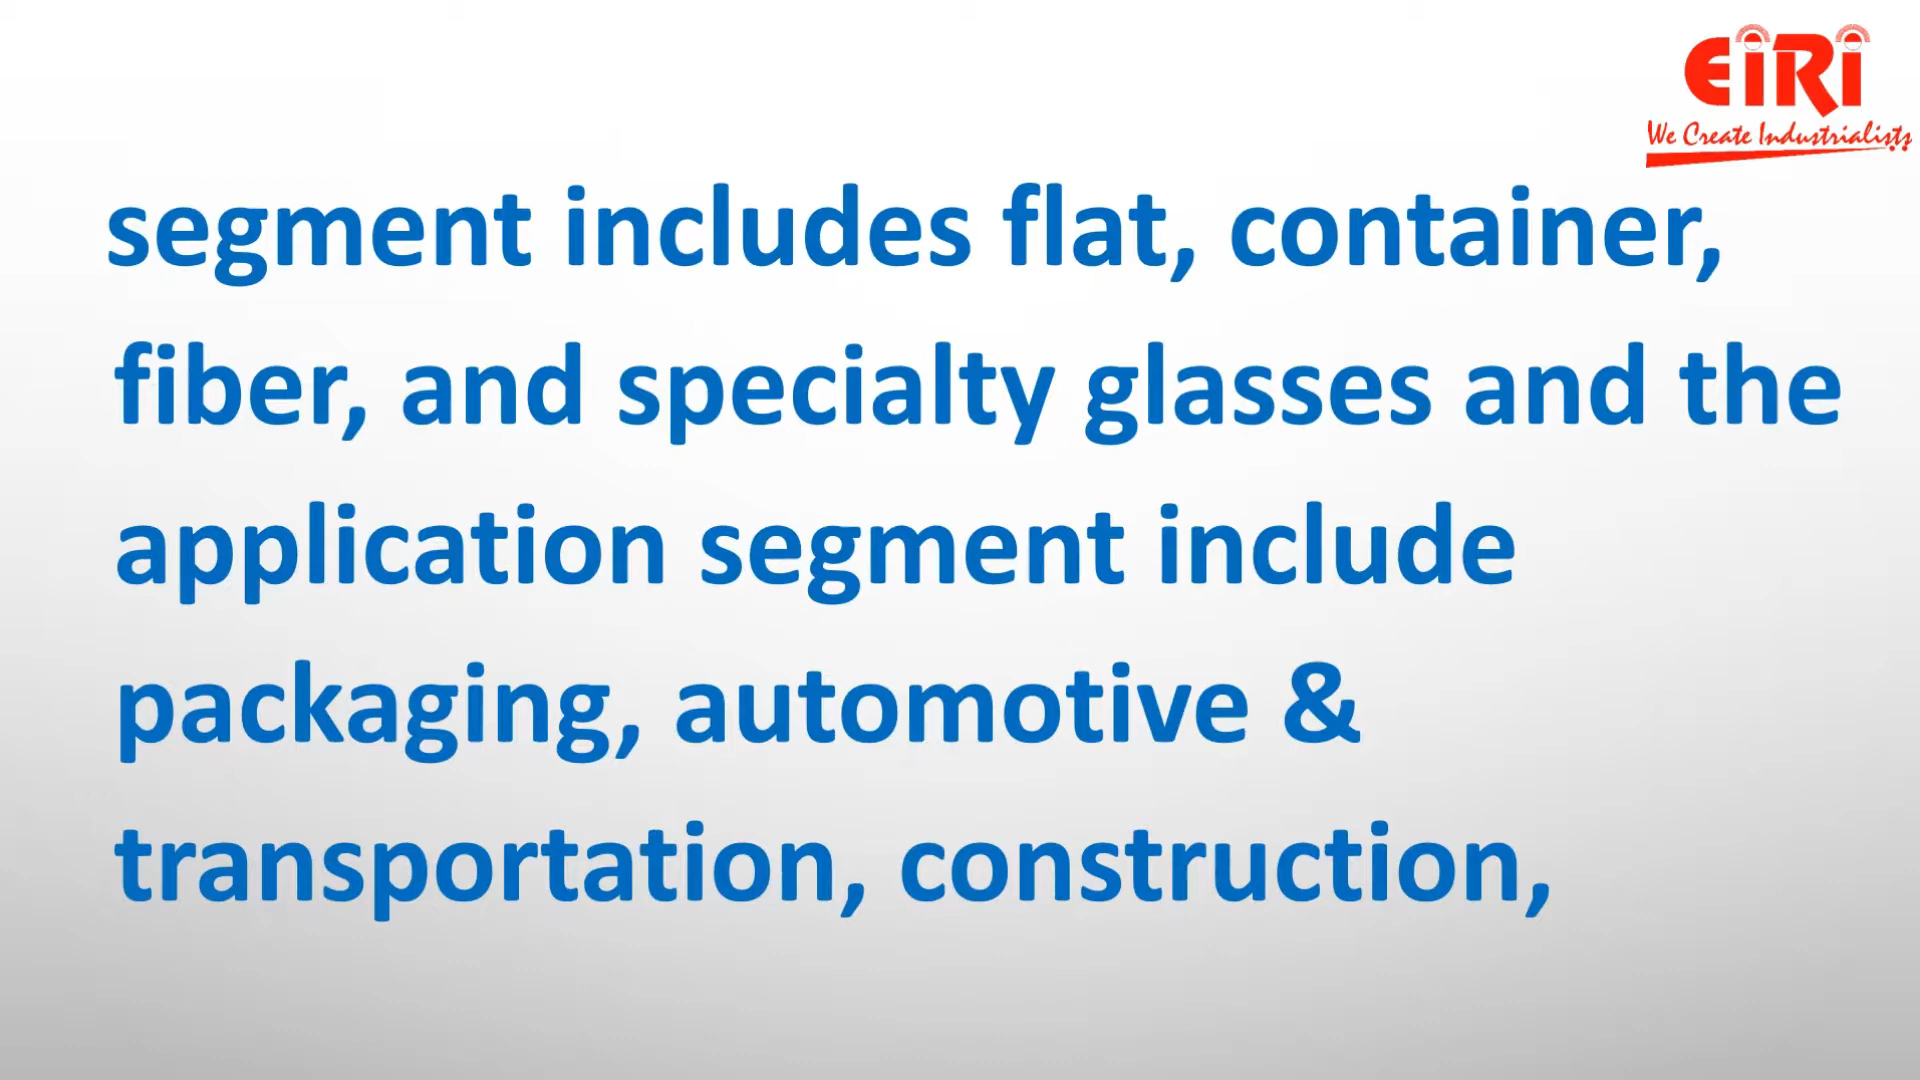 EiRi
We Create Industrialists
segment includes flat, container,
fiber, and specialty glasses and the
application segment include
packaging, automotive &
transportation, construction,